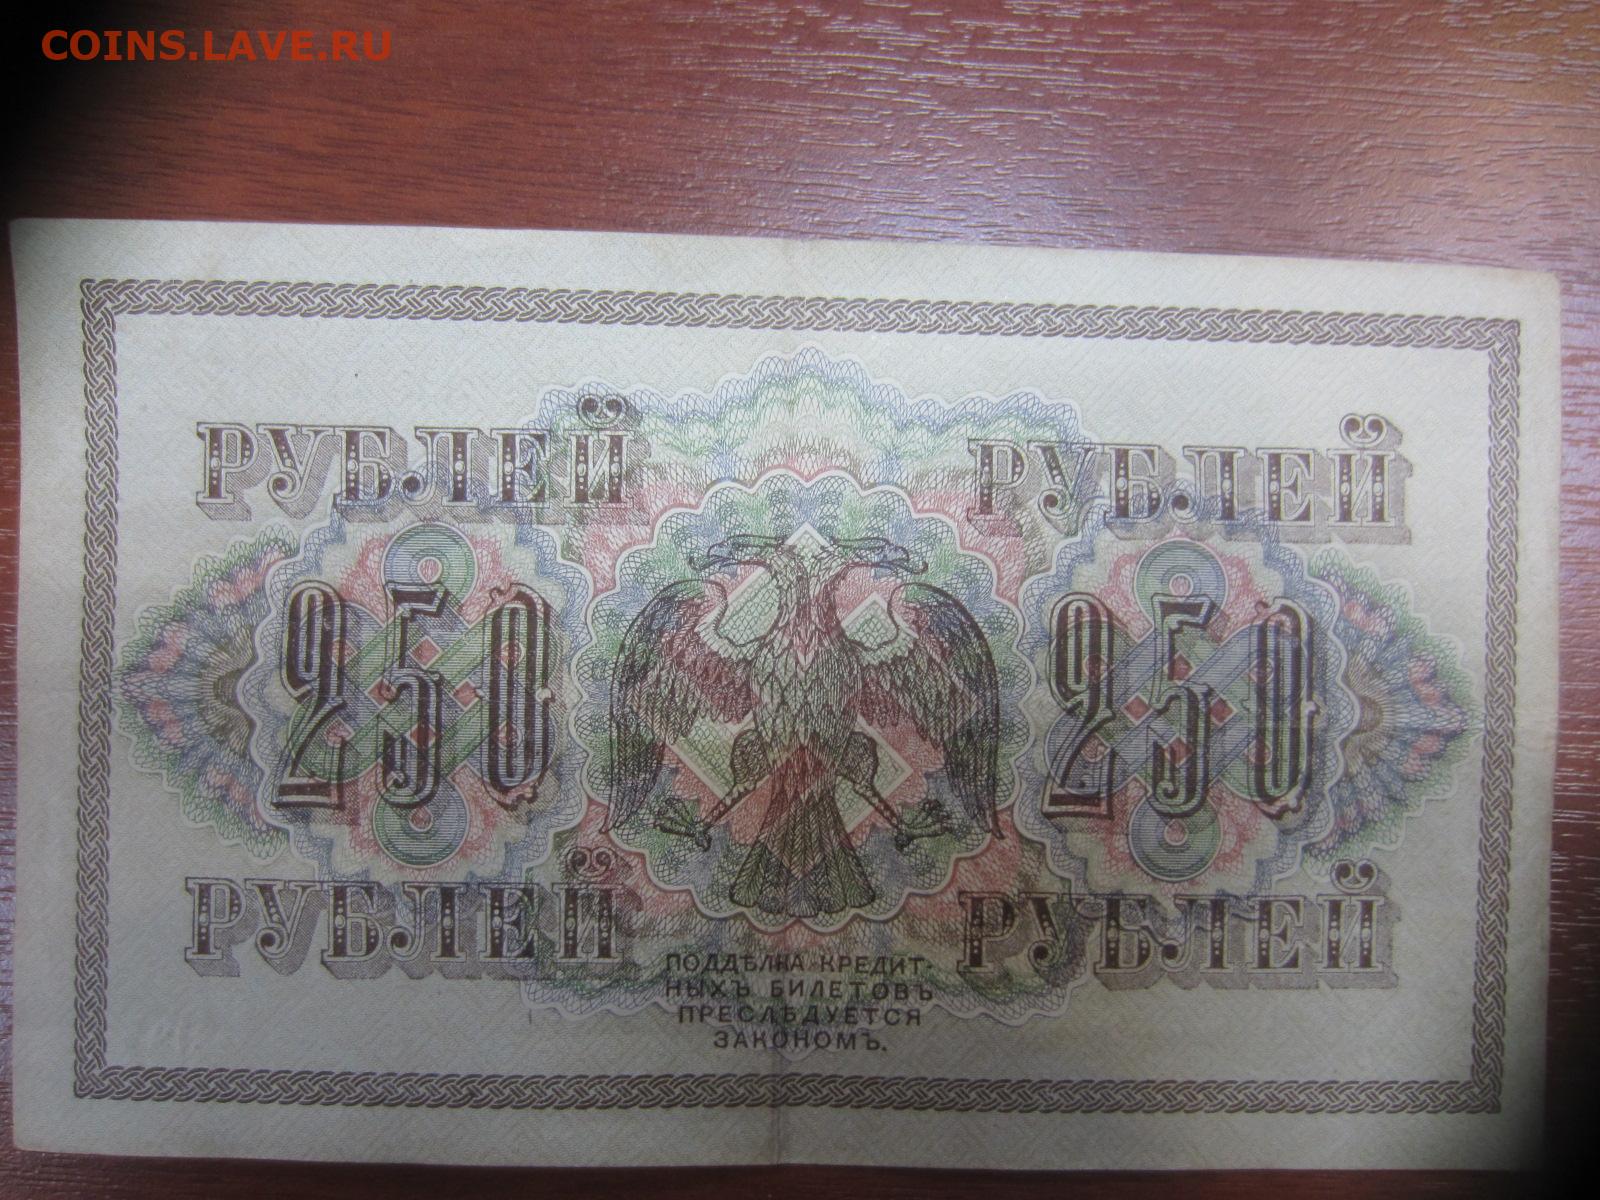 COINS.LAVE.RU
РУБЛЕЙ РУБЛЕЙ
250 250
РУБЛЕЙ РУБЛЕЙ
ПОДДѢЛКА КРЕДИТ-
НЫХЪ БИЛЕТОВЪ
ПРЕСЛѢДУЕТСЯ
ЗАКОНОМЪ.